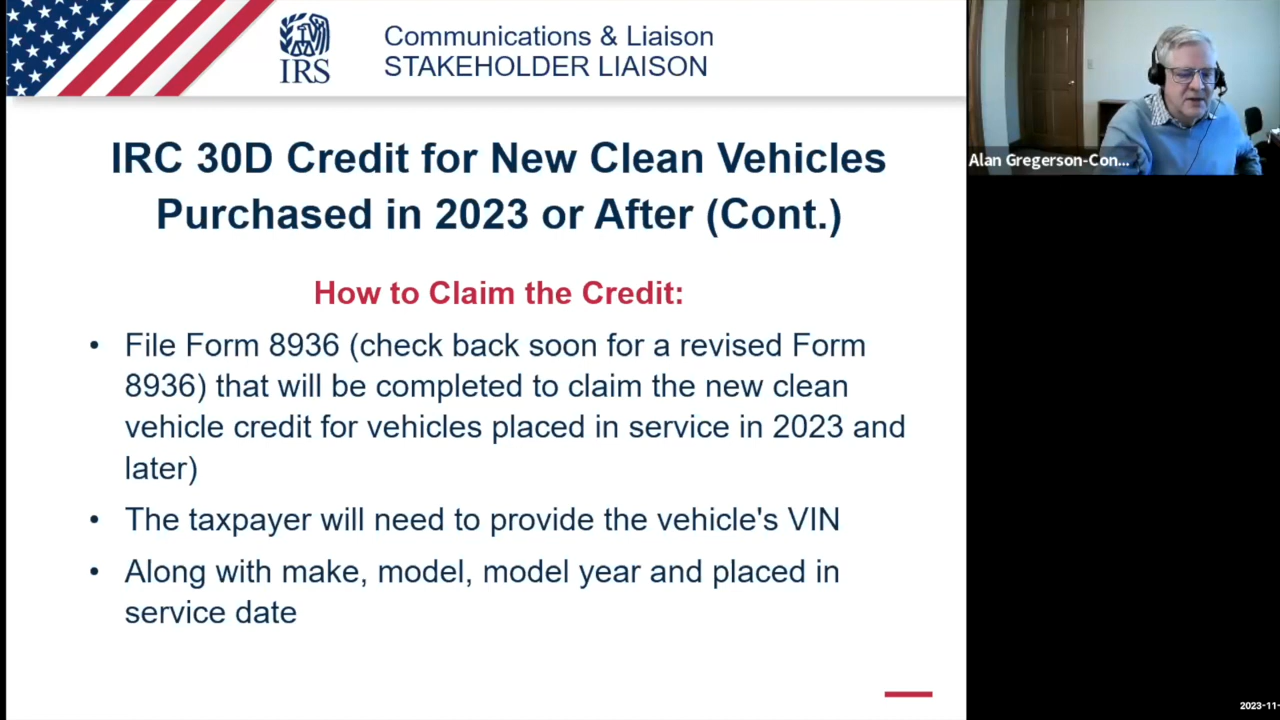 IRS
Communications & Liaison
STAKEHOLDER LIAISON
Alan Gregerson-Con...
IRC 30D Credit for New Clean Vehicles
Purchased in 2023 or After (Cont.)
How to Claim the Credit:
• File Form 8936 (check back soon for a revised Form
8936) that will be completed to claim the new clean
vehicle credit for vehicles placed in service in 2023 and
later)
• The taxpayer will need to provide the vehicle's VIN
• Along with make, model, model year and placed in
service date
2023-11-